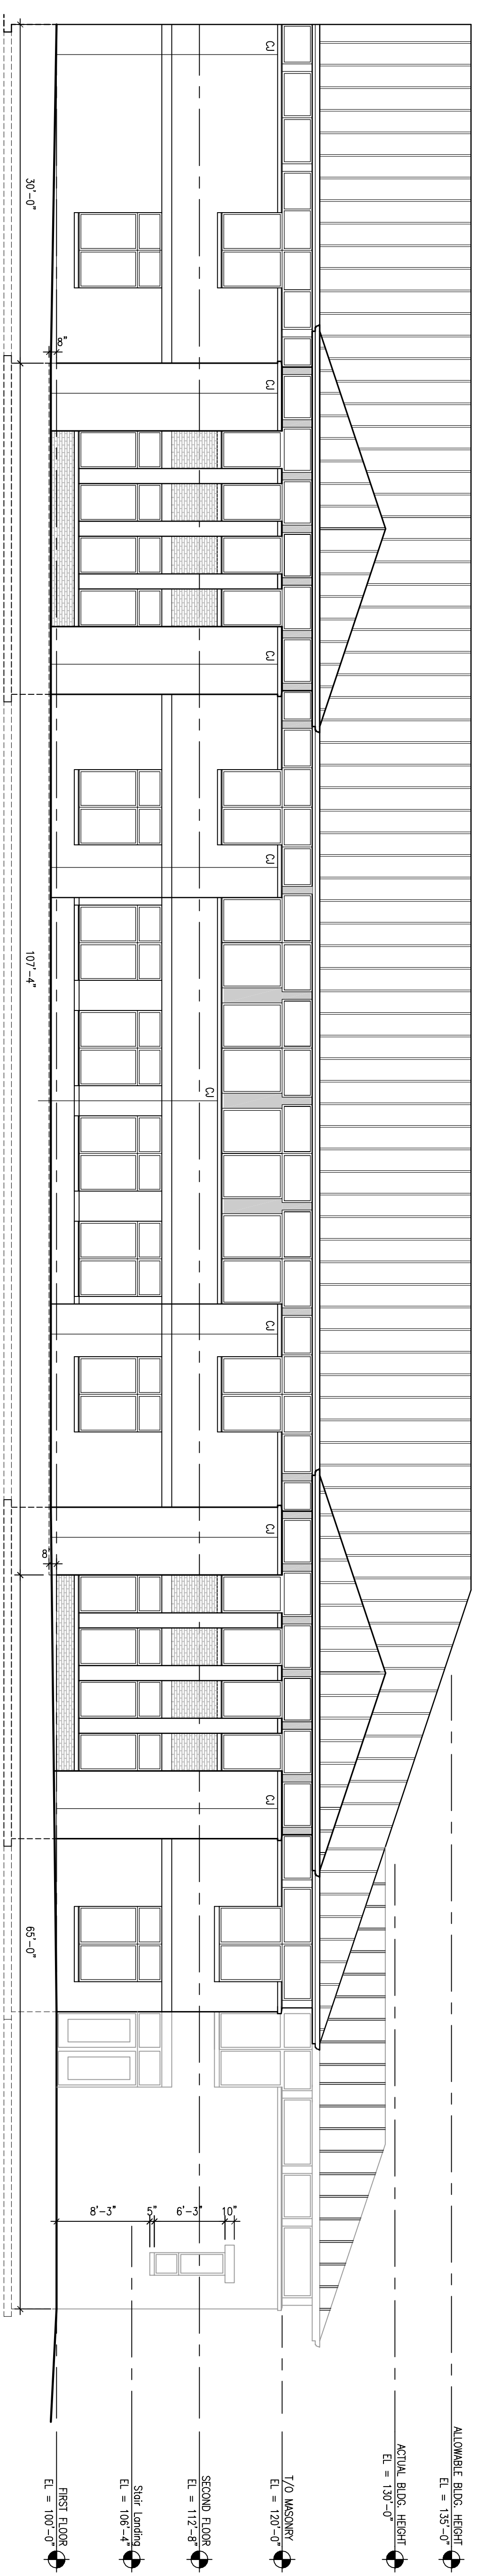 ALLOWABLE BLDG. HEIGHT
EL = 135'-0"
ACTUAL BLDG. HEIGHT
EL = 130'-0"
T/O MASONRY
EL = 120'-0"
CJ
CJ
CJ
CJ
CJ
CJ
CJ
CJ
10"
6'-3"
5"
8'-3"
SECOND FLOOR
EL = 112'-8"
Stair Landing
EL = 106'-4"
FIRST FLOOR
EL = 100'-0"
8"
8"
30'-0"
107'-4"
65'-0"